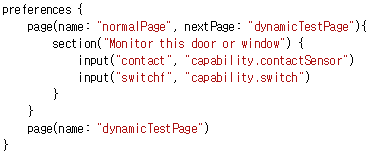 preferences {
    page(name: "normalPage", nextPage: "dynamicTestPage"){
        section("Monitor this door or window") {
            input("contact", "capability.contactSensor")
            input("switchf", "capability.switch")
        }
    }
    page(name: "dynamicTestPage")
}